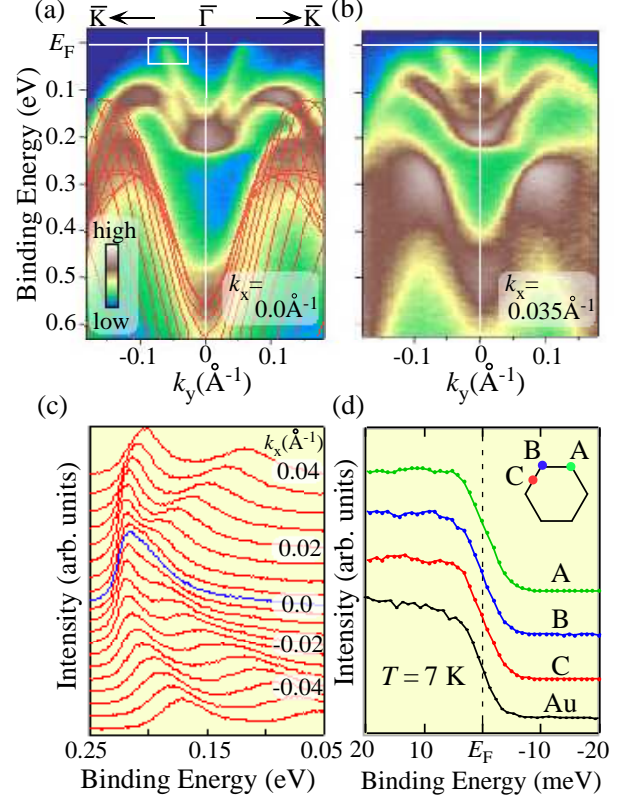 (a) K̅ ← Γ̅ → K̅
(b)
E_F
0.1
0.2
0.3
0.4
0.5
0.6
Binding Energy (eV)
high
low
k_x=
0.0Å⁻¹
k_x=
0.035Å⁻¹
-0.1 0 0.1
-0.1 0 0.1
k_y(Å⁻¹)
k_y(Å⁻¹)
(c)
k_x(Å⁻¹)
0.04
0.02
0.0
-0.02
-0.04
Intensity (arb. units)
0.25 0.15 0.05
Binding Energy (eV)
(d)
B A
C
A
B
C
Au
T = 7 K
Intensity (arb. units)
20 10 E_F -10 -20
Binding Energy (meV)